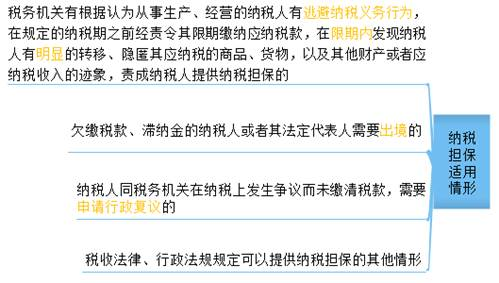 税务机关有根据认为从事生产、经营的纳税人有逃避纳税义务行为，
在规定的纳税期之前经责令其限期缴纳应纳税款，在限期内发现纳税
人有明显的转移、隐匿其应纳税的商品、货物，以及其他财产或者应
纳税收入的迹象，责成纳税人提供纳税担保的
欠缴税款、滞纳金的纳税人或者其法定代表人需要出境的
纳税人同税务机关在纳税上发生争议而未缴清税款，需要
申请行政复议的
税收法律、行政法规规定可以提供纳税担保的其他情形
纳税
担保
适用
情形